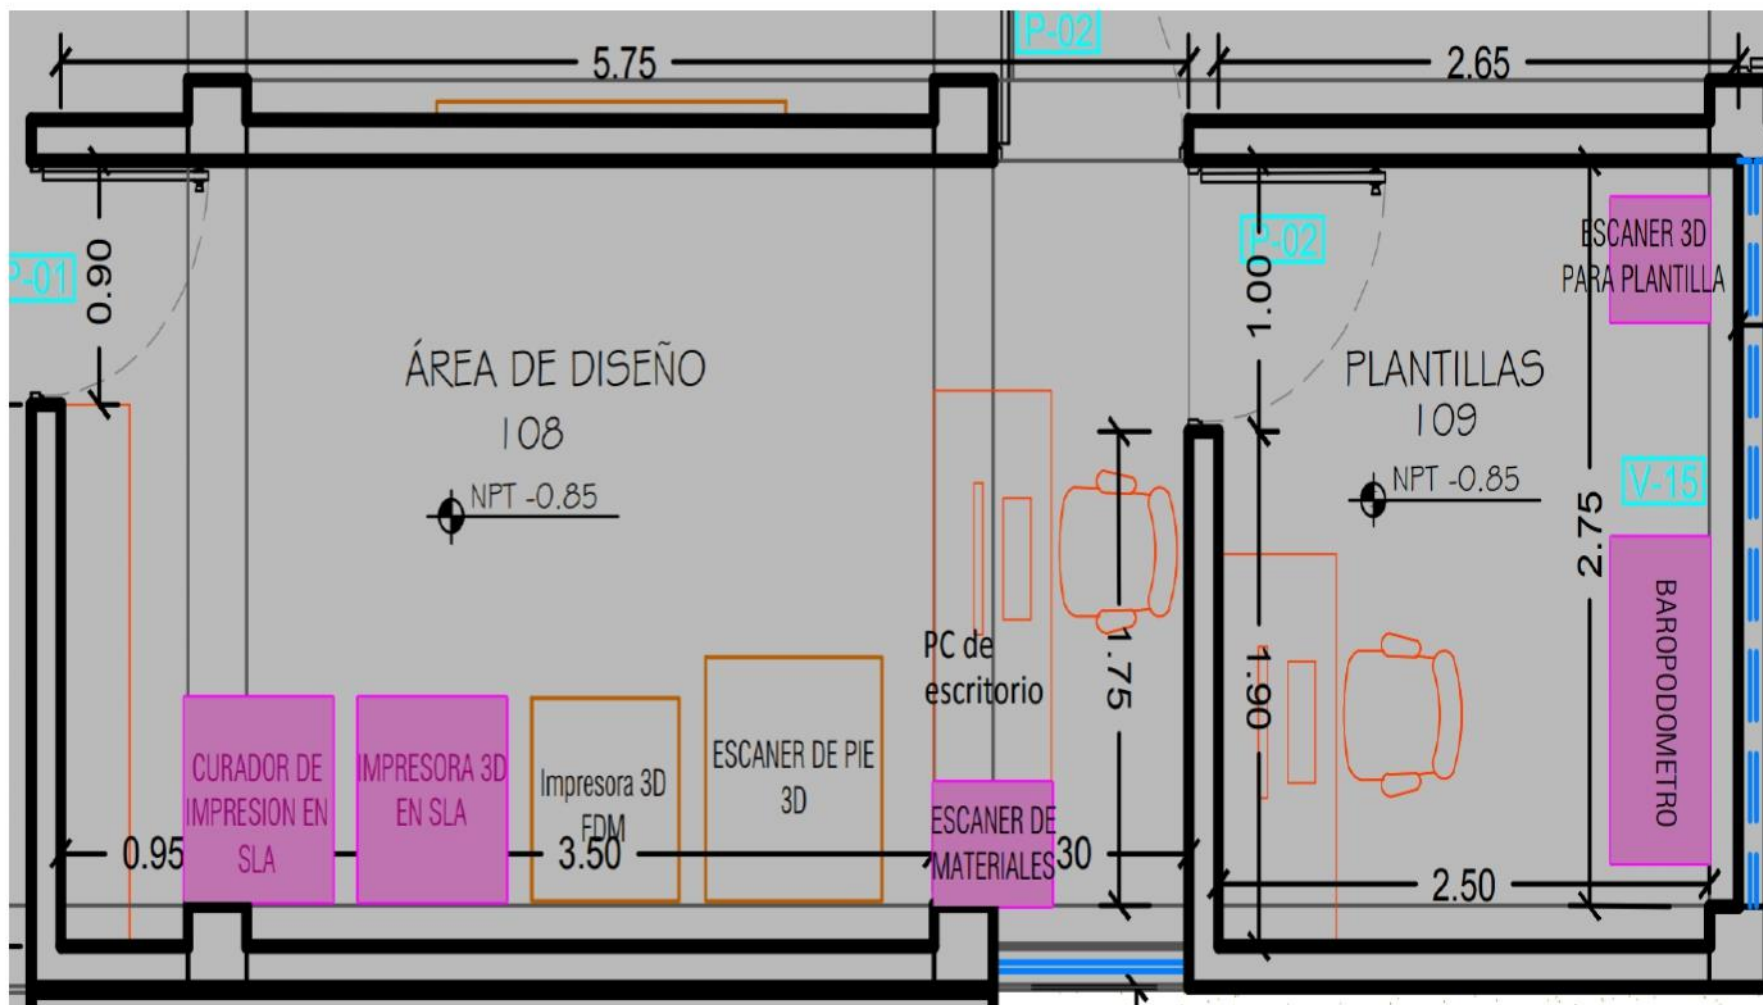 P-02
5.75
2.65
P-01
0.90
P-02
1.00
ESCANER 3D
PARA PLANTILLA
ÁREA DE DISEÑO
108
NPT -0.85
PLANTILLAS
109
NPT -0.85
V-15
2.75
PC de
escritorio
1.75
1.90
BAROPODOMETRO
CURADOR DE
IMPRESION EN
SLA
IMPRESORA 3D
EN SLA
Impresora 3D
FDM
ESCANER DE PIE
3D
ESCANER DE
MATERIALES
0.95
3.50
30
2.50